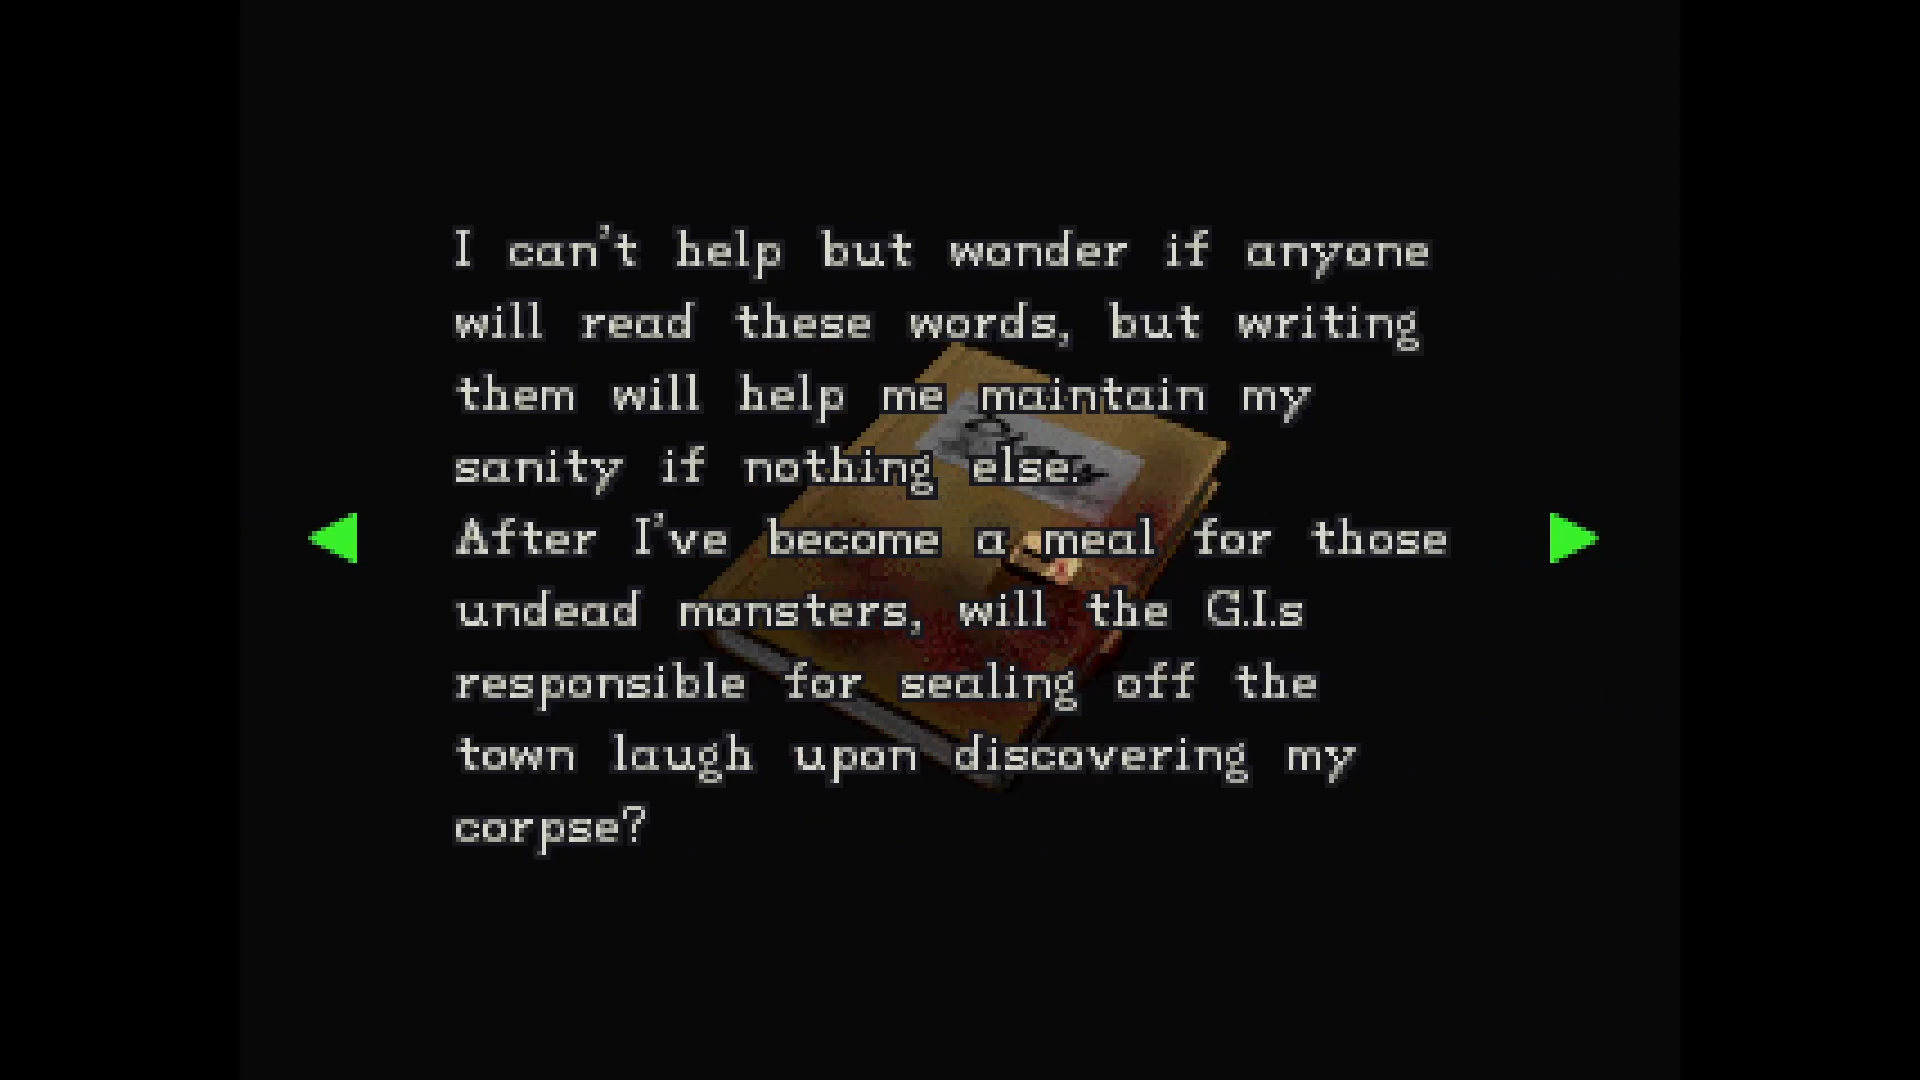 I can't help but wonder if anyone
will read these words, but writing
them will help me maintain my
sanity if nothing else.
After I've become a meal for those
undead monsters, will the G.I.s
responsible for sealing off the
town laugh upon discovering my
corpse?